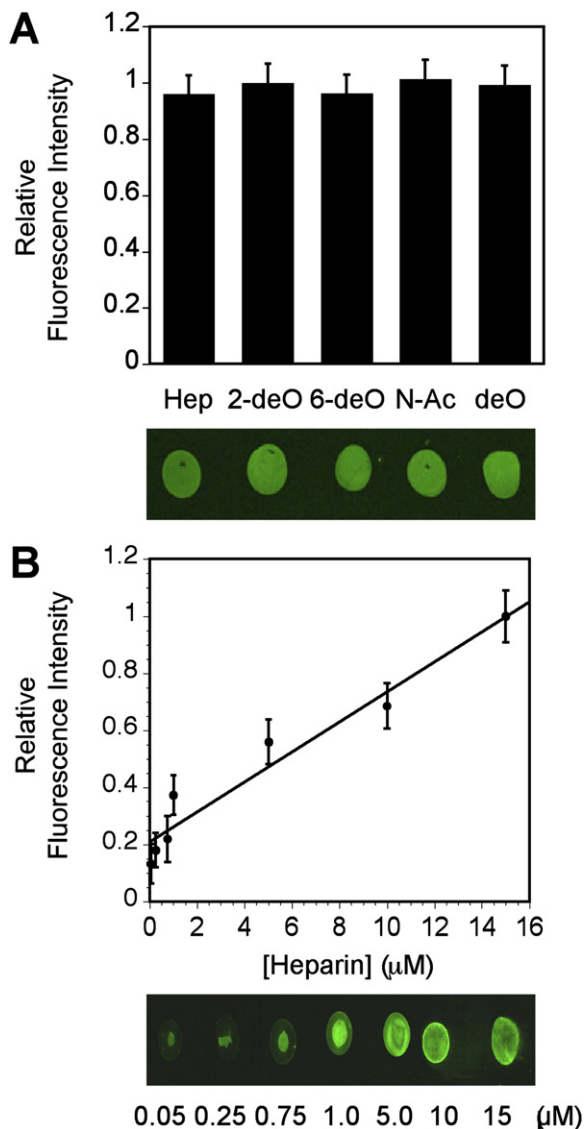 A
Relative
Fluorescence Intensity
1.2
1
0.8
0.6
0.4
0.2
0
Hep 2-deO 6-deO N-Ac deO
B
Relative
Fluorescence Intensity
1.2
1
0.8
0.6
0.4
0.2
0
0 2 4 6 8 10 12 14 16
[Heparin] (μM)
0.05 0.25 0.75 1.0 5.0 10 15 (μM)